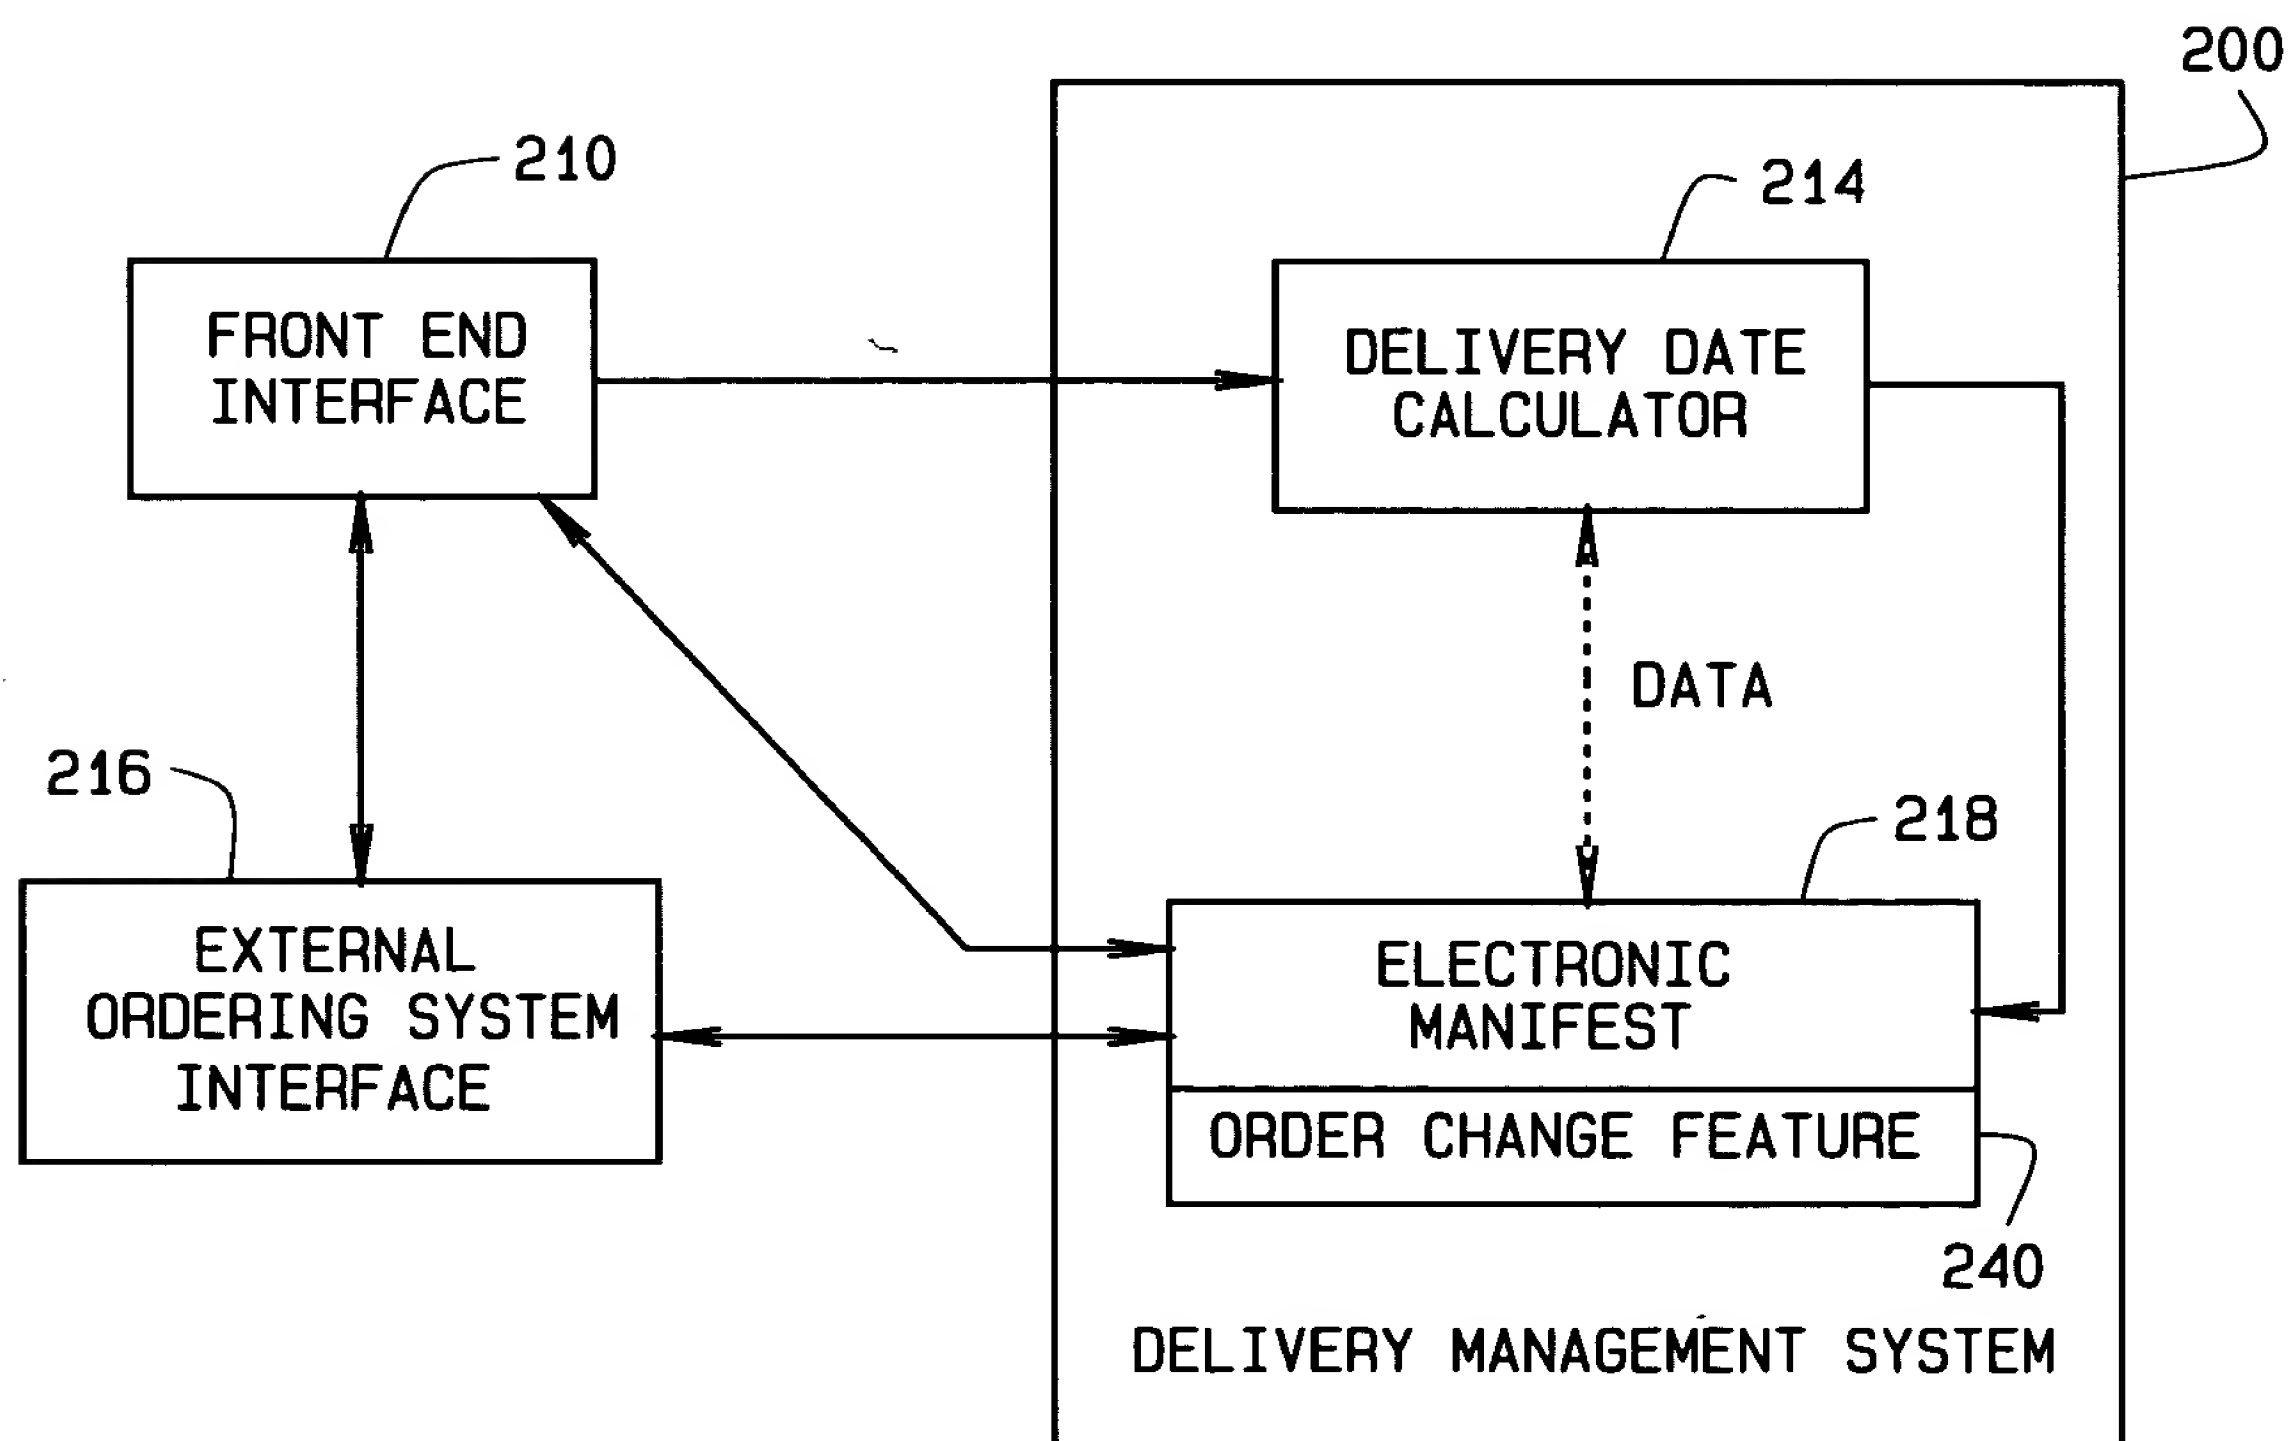 200
210
214
FRONT END
INTERFACE
DELIVERY DATE
CALCULATOR
DATA
216
218
EXTERNAL
ORDERING SYSTEM
INTERFACE
ELECTRONIC
MANIFEST
ORDER CHANGE FEATURE
240
DELIVERY MANAGEMENT SYSTEM